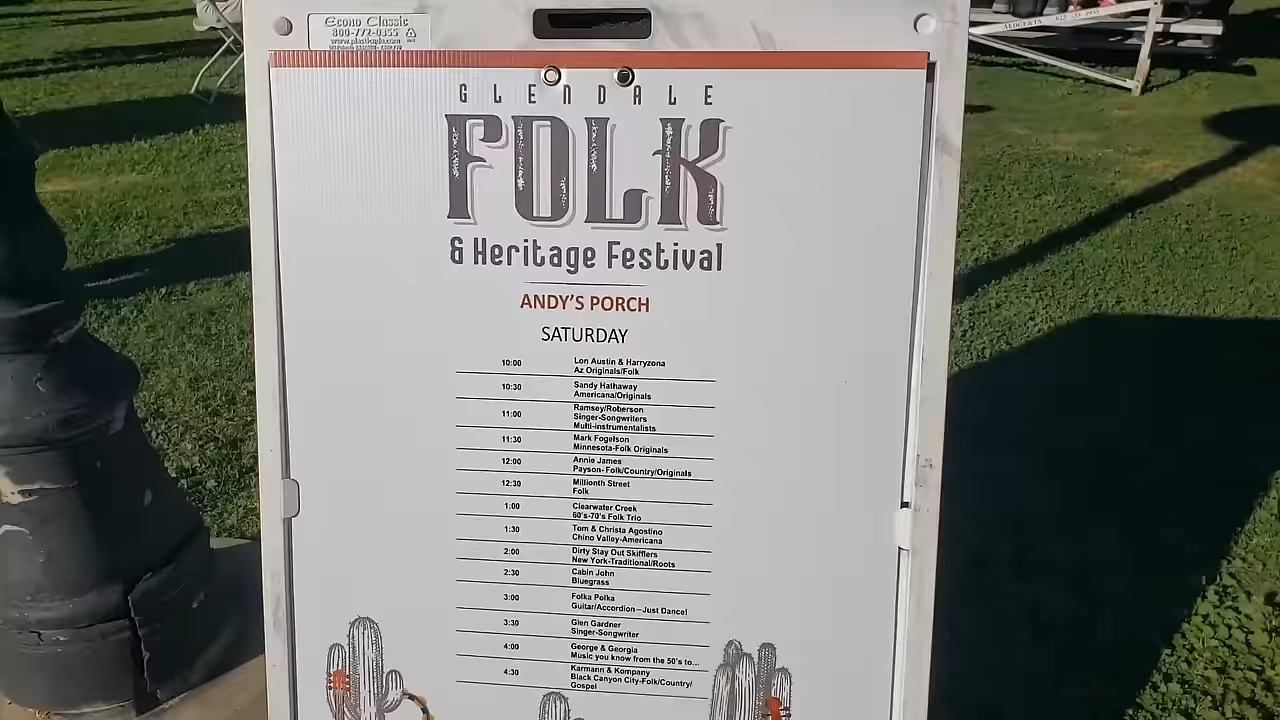 Econo Classic
800-772-0355
GLENDALE
FOLK
& Heritage Festival
ANDY'S PORCH
SATURDAY
10:00 Lon Austin & Harryzona
Az Originals/Folk
10:30 Sandy Hathaway
Americana/Originals
11:00 Ramsey/Roberson
Singer-Songwriters
Multi-instrumentalists
11:30 Mark Fogelson
Minnesota-Folk Originals
12:00 Annie James
Payson-Folk/Country/Originals
12:30 Millionth Street
Folk
1:00 Clearwater Creek
60's-70's Folk Trio
1:30 Tom & Christa Agostino
Chino Valley-Americana
2:00 Dirty Stay Out Skifflers
New York-Traditional/Roots
2:30 Cabin John
Bluegrass
3:00 Folka Polka
Guitar/Accordion—Just Dance!
3:30 Glen Gardner
Singer-Songwriter
4:00 George & Georgia
Music you know from the 50's to...
4:30 Karmann & Kompany
Black Canyon City-Folk/Country/
Gospel